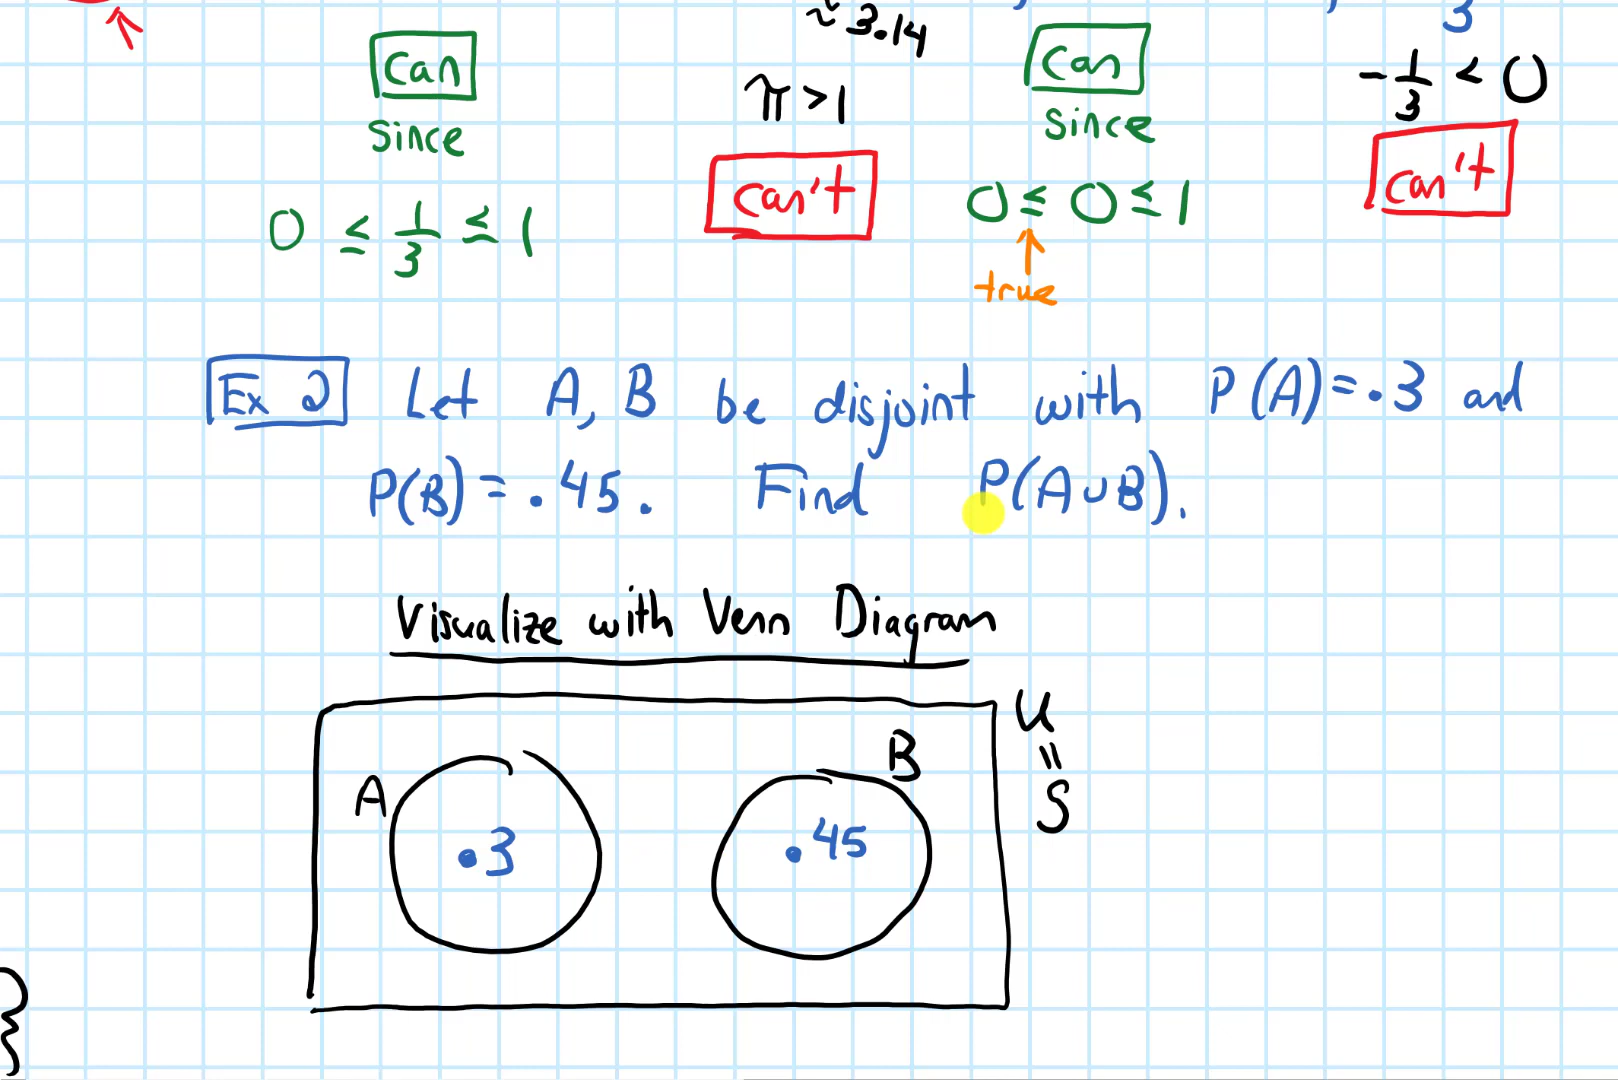 ≈ 3.14
3
can
can
π > 1
-1/3 < 0
since
since
can't
can't
0 ≤ 1/3 ≤ 1
0 ≤ 0 ≤ 1
true
Ex 2 Let A, B be disjoint with P(A) = .3 and
P(B) = .45. Find P(A∪B).
Visualize with Venn Diagram
U
=
S
A
B
.3
.45
}